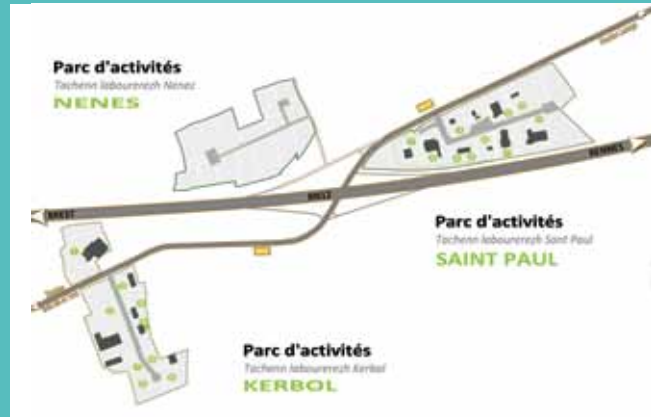 Parc d'activités
Tachenn labourerezh Nenez
NENES
BREST
RN12
RENNES
Parc d'activités
Tachenn labourerezh Sant Paul
SAINT PAUL
Parc d'activités
Tachenn labourerezh Kerbol
KERBOL